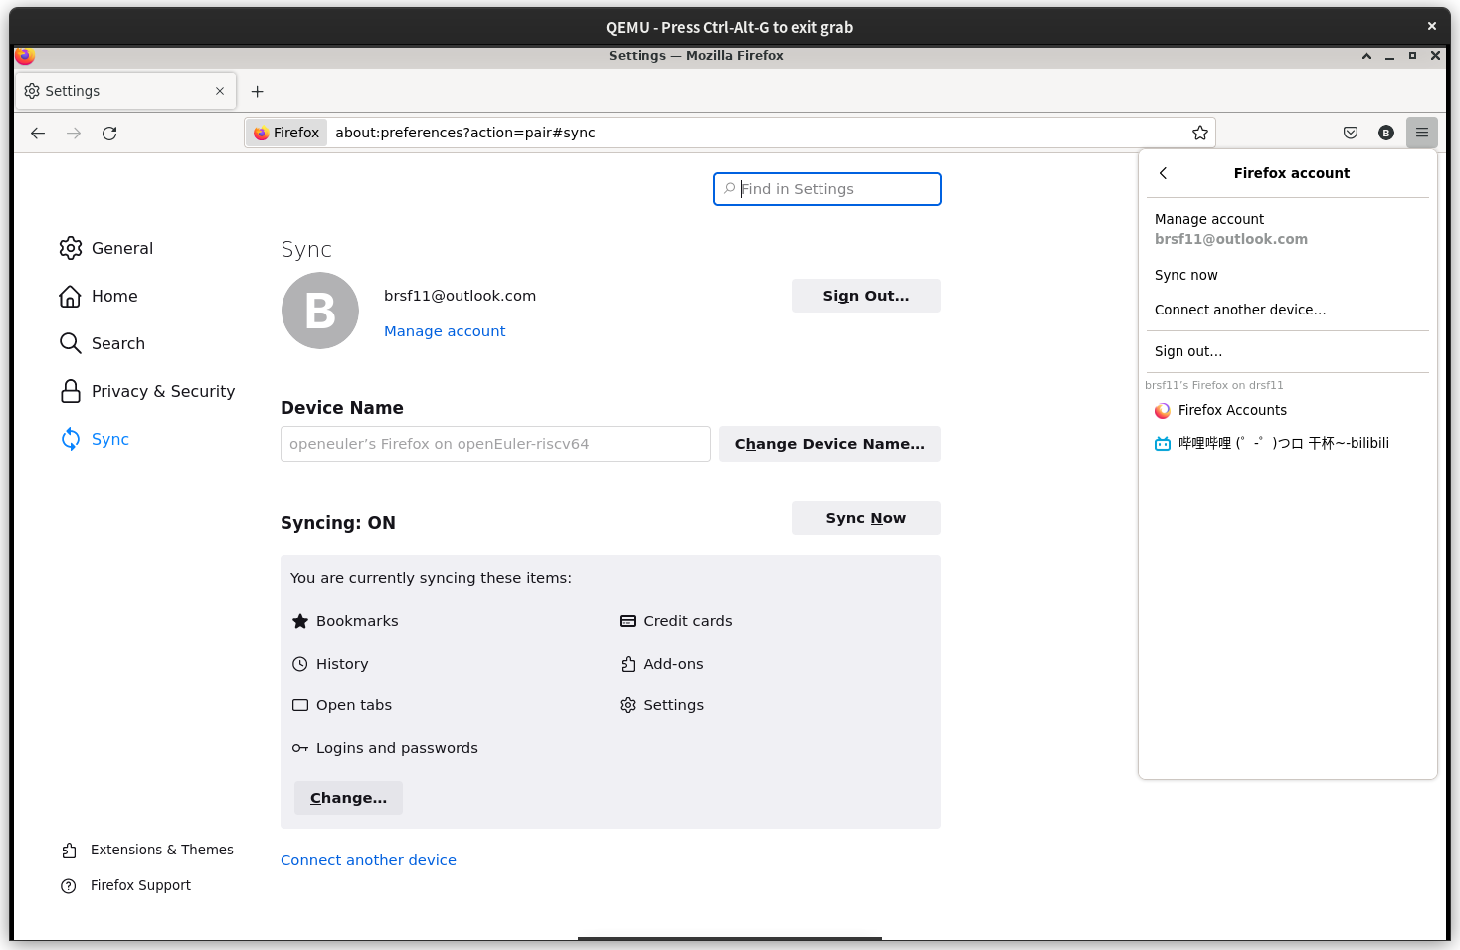 QEMU - Press Ctrl-Alt-G to exit grab
Settings — Mozilla Firefox
Settings
Firefox
about:preferences?action=pair#sync
B
Find in Settings
General
Home
Search
Privacy & Security
Sync
Extensions & Themes
Firefox Support
Sync
B
brsf11@outlook.com
Sign Out...
Manage account
Device Name
openeuler’s Firefox on openEuler-riscv64
Change Device Name...
Syncing: ON
Sync Now
You are currently syncing these items:
Bookmarks
Credit cards
History
Add-ons
Open tabs
Settings
Logins and passwords
Change...
Connect another device
Firefox account
Manage account
brsf11@outlook.com
Sync now
Connect another device...
Sign out...
brsf11’s Firefox on drsf11
Firefox Accounts
哔哩哔哩 (゜-゜)つロ 干杯~-bilibili